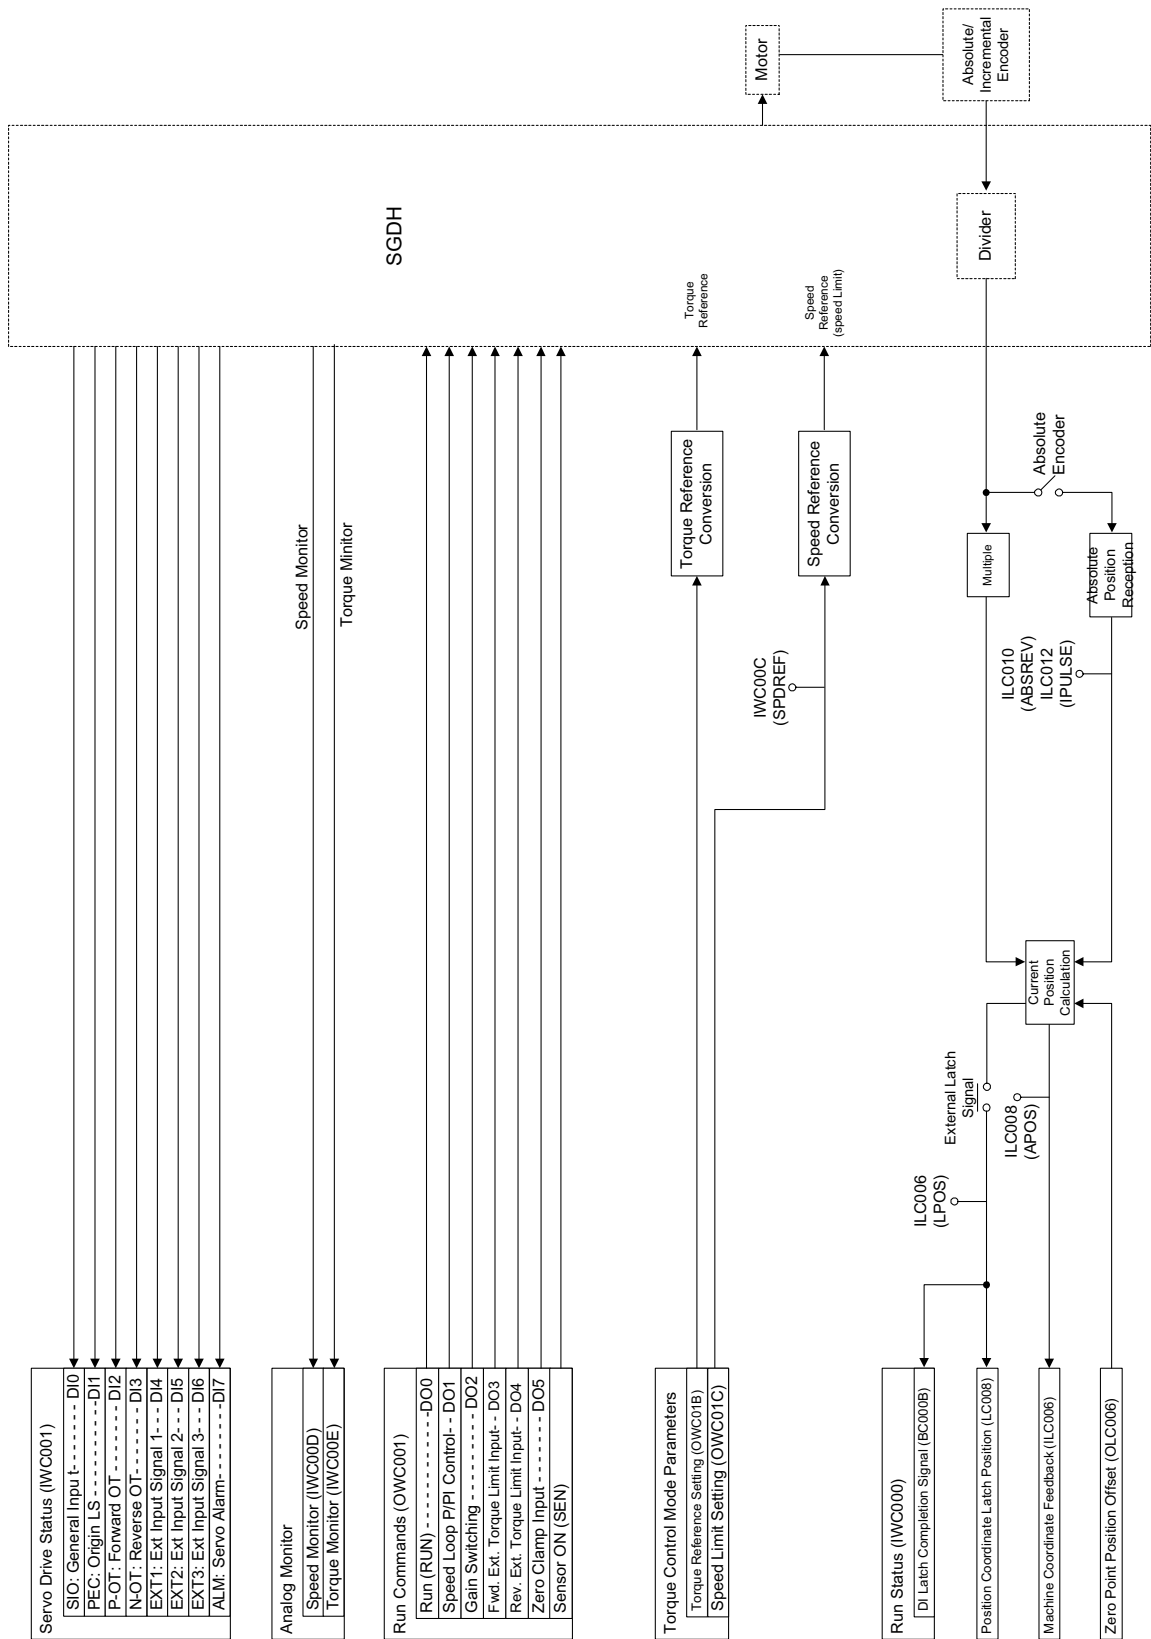 Servo Drive Status (IWC001)
SIO: General Inpu t- - - - - - - DI0
PEC: Origin LS - - - - - - - - - DI1
P-OT: Forward OT - - - - - - - DI2
N-OT: Reverse OT- - - - - - - DI3
EXT1: Ext Input Signal 1- - - DI4
EXT2: Ext Input Signal 2- - - DI5
EXT3: Ext Input Signal 3- - - DI6
ALM: Servo Alarm- - - - - - - -DI7
Analog Monitor
Speed Monitor (IWC00D)
Torque Monitor (IWC00E)
Speed Monitor
Torque Minitor
Run Commands (OWC001)
Run (RUN) - - - - - - - - - -DO0
Speed Loop P/PI Control- - DO1
Gain Switching - - - - - - - DO2
Fwd. Ext. Torque Limit Input- - DO3
Rev. Ext. Torque Limit Input- - DO4
Zero Clamp Input - - - - - - DO5
Sensor ON (SEN)
SGDH
Motor
Absolute/
Incremental
Encoder
Torque Control Mode Parameters
Torque Reference Setting (OWC01B)
Speed Limit Setting (OWC01C)
Torque Reference
Conversion
Torque
Reference
IWC00C
(SPDREF)
Speed Reference
Conversion
Speed
Reference
(speed Limit)
Divider
Run Status (IWC000)
DI Latch Completion Signal (BC000B)
Position Coordinate Latch Position (LC008)
Machine Coordinate Feedback (ILC006)
Zero Point Position Offset (OLC006)
ILC006
(LPOS)
External Latch
Signal
ILC008
(APOS)
Current
Position
Calculation
Multiple
Absolute
Encoder
ILC010
(ABSREV)
ILC012
(IPULSE)
Absolute
Position
Reception